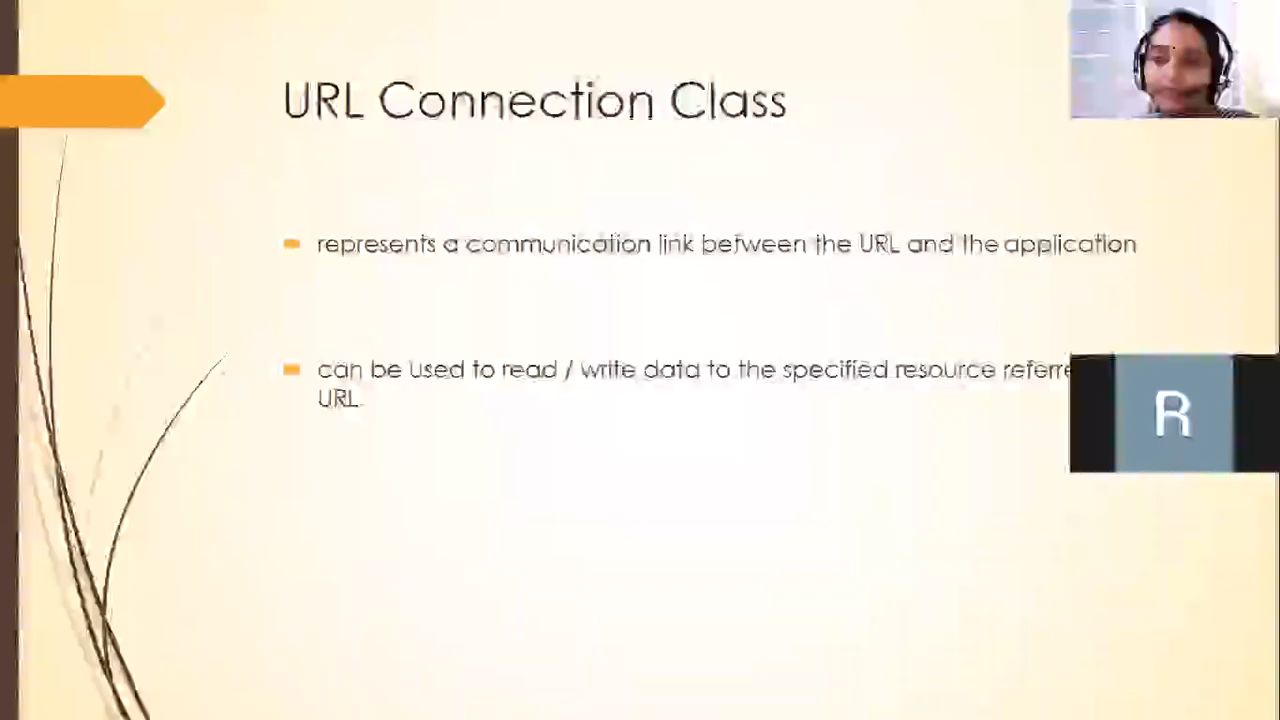 URL Connection Class
represents a communication link between the URL and the application
can be used to read / write data to the specified resource
URL
R